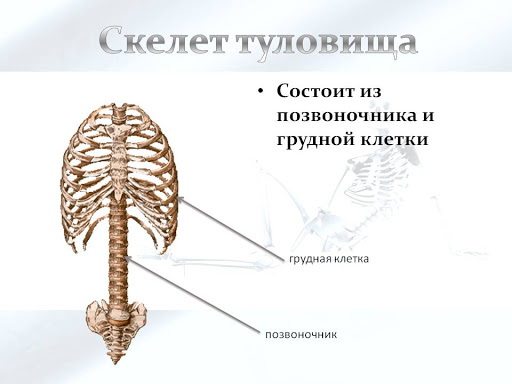 Скелет туловища
• Состоит из
позвоночника и
грудной клетки
грудная клетка
позвоночник